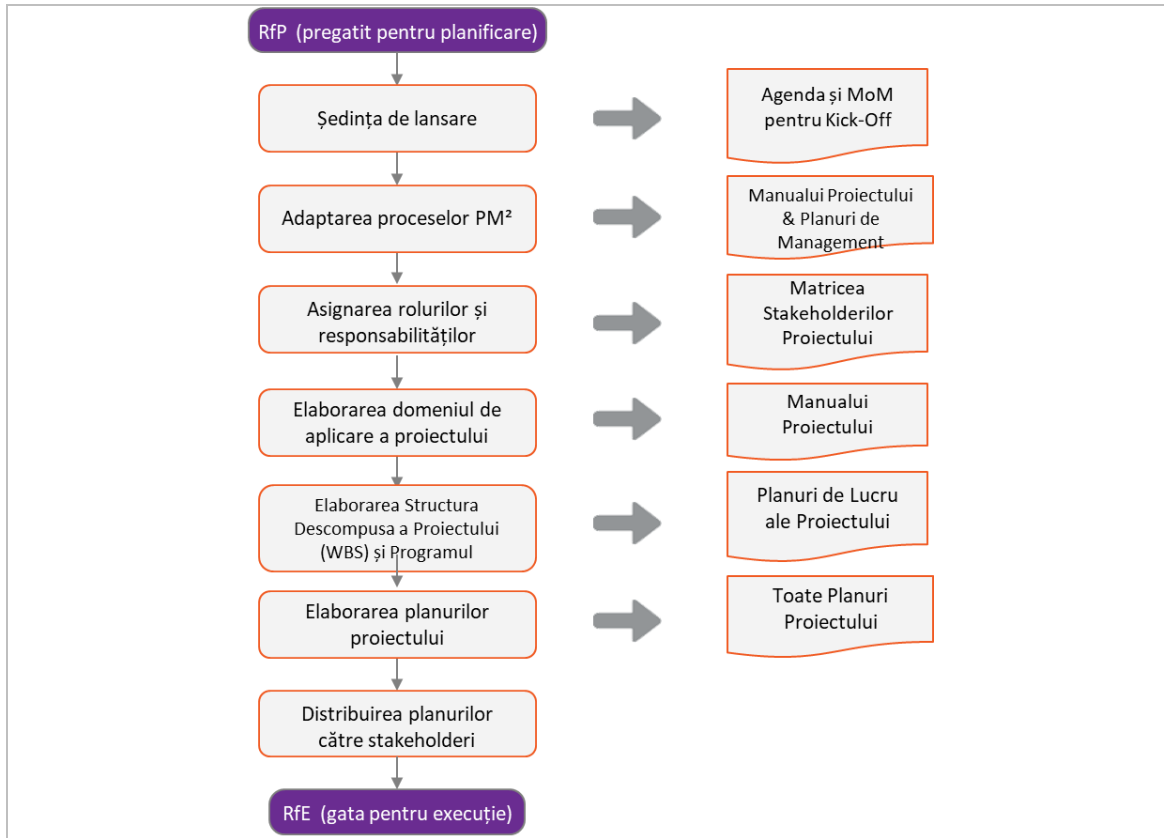 RfP (pregatit pentru planificare)
Ședința de lansare
Agenda și MoM
pentru Kick-Off
Adaptarea proceselor PM²
Manualui Proiectului
& Planuri de
Management
Asignarea rolurilor și
responsabilităților
Matricea
Stakeholderilor
Proiectului
Elaborarea domeniul de
aplicare a proiectului
Manualui
Proiectului
Elaborarea Structura
Descompusa a Proiectului
(WBS) și Programul
Planuri de Lucru
ale Proiectului
Elaborarea planurilor
proiectului
Toate Planuri
Proiectului
Distribuirea planurilor
către stakeholderi
RfE (gata pentru execuție)